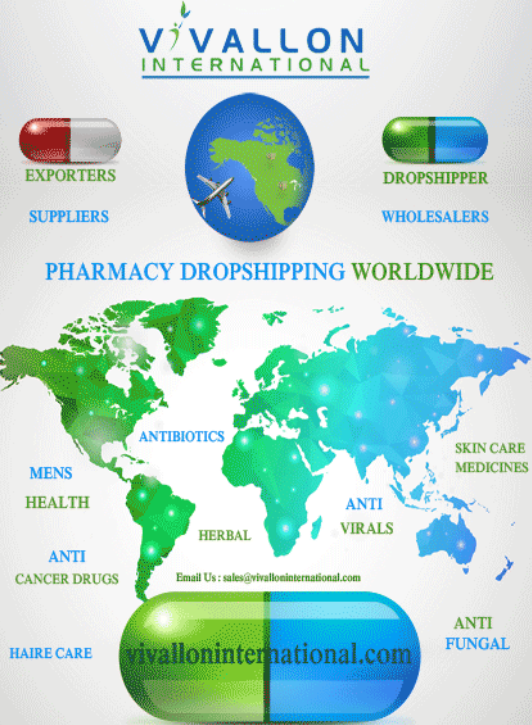 VIVALLON
INTERNATIONAL
EXPORTERS
DROPSHIPPER
SUPPLIERS
WHOLESALERS
PHARMACY DROPSHIPPING WORLDWIDE
ANTIBIOTICS
SKIN CARE
MEDICINES
MENS
HEALTH
ANTI
VIRALS
HERBAL
ANTI
CANCER DRUGS
Email Us : sales@vivalloninternational.com
ANTI
FUNGAL
HAIRE CARE
vivalloninternational.com